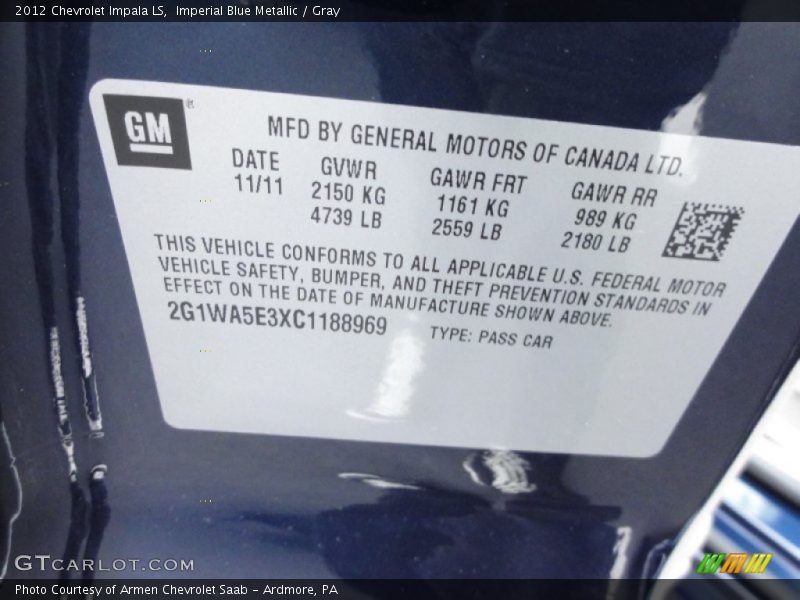 2012 Chevrolet Impala LS,  Imperial Blue Metallic / Gray
GM ®
MFD BY GENERAL MOTORS OF CANADA LTD.
DATE GVWR GAWR FRT GAWR RR
11/11 2150 KG 1161 KG 989 KG
4739 LB 2559 LB 2180 LB
THIS VEHICLE CONFORMS TO ALL APPLICABLE U.S. FEDERAL MOTOR
VEHICLE SAFETY, BUMPER, AND THEFT PREVENTION STANDARDS IN
EFFECT ON THE DATE OF MANUFACTURE SHOWN ABOVE.
2G1WA5E3XC1188969 TYPE: PASS CAR
GTCARLOT.COM
Photo Courtesy of Armen Chevrolet Saab - Ardmore, PA